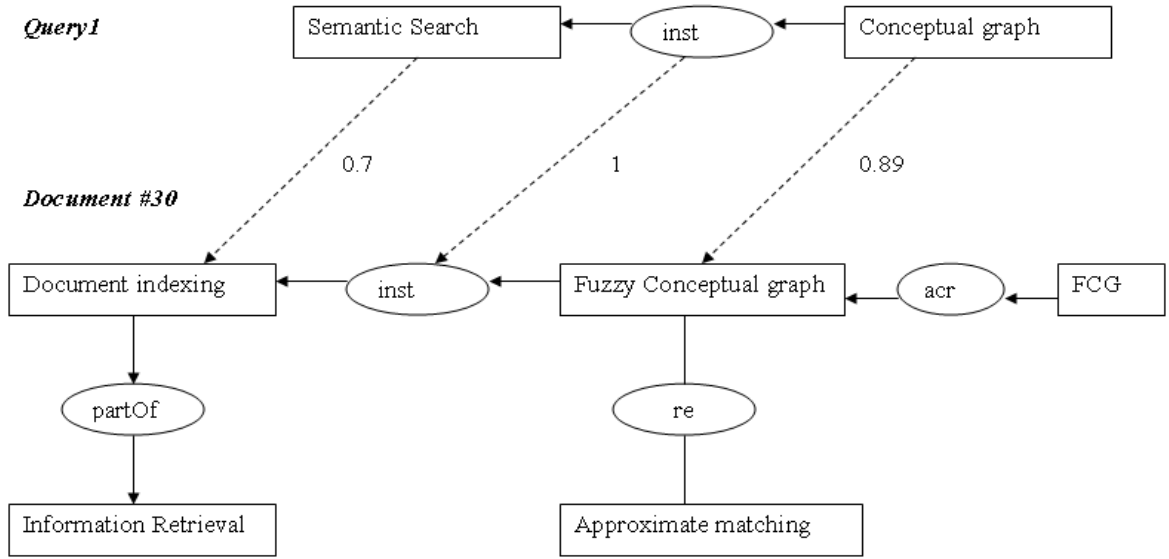 Query1
Semantic Search
inst
Conceptual graph
0.7
1
0.89
Document #30
Document indexing
inst
Fuzzy Conceptual graph
acr
FCG
partOf
re
Information Retrieval
Approximate matching